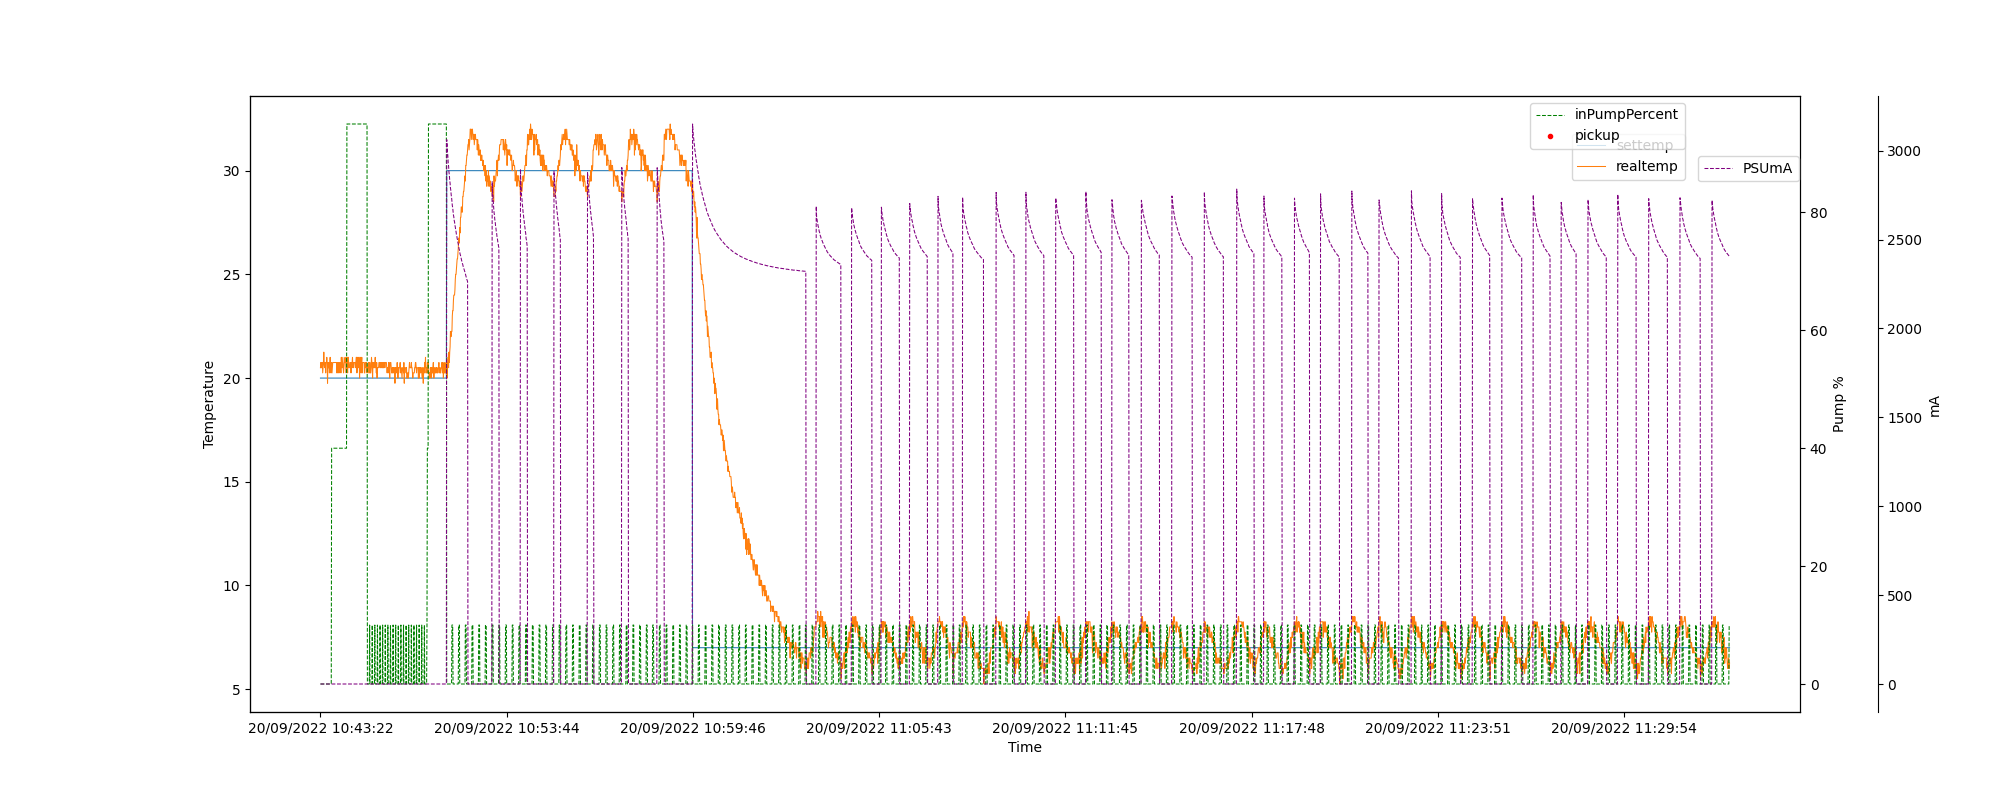 inPumpPercent
pickup
settemp
realtemp
PSUmA
30
25
20
15
10
5
Temperature
80
60
40
20
0
Pump %
3000
2500
2000
1500
1000
500
0
mA
20/09/2022 10:43:22
20/09/2022 10:53:44
20/09/2022 10:59:46
20/09/2022 11:05:43
20/09/2022 11:11:45
20/09/2022 11:17:48
20/09/2022 11:23:51
20/09/2022 11:29:54
Time